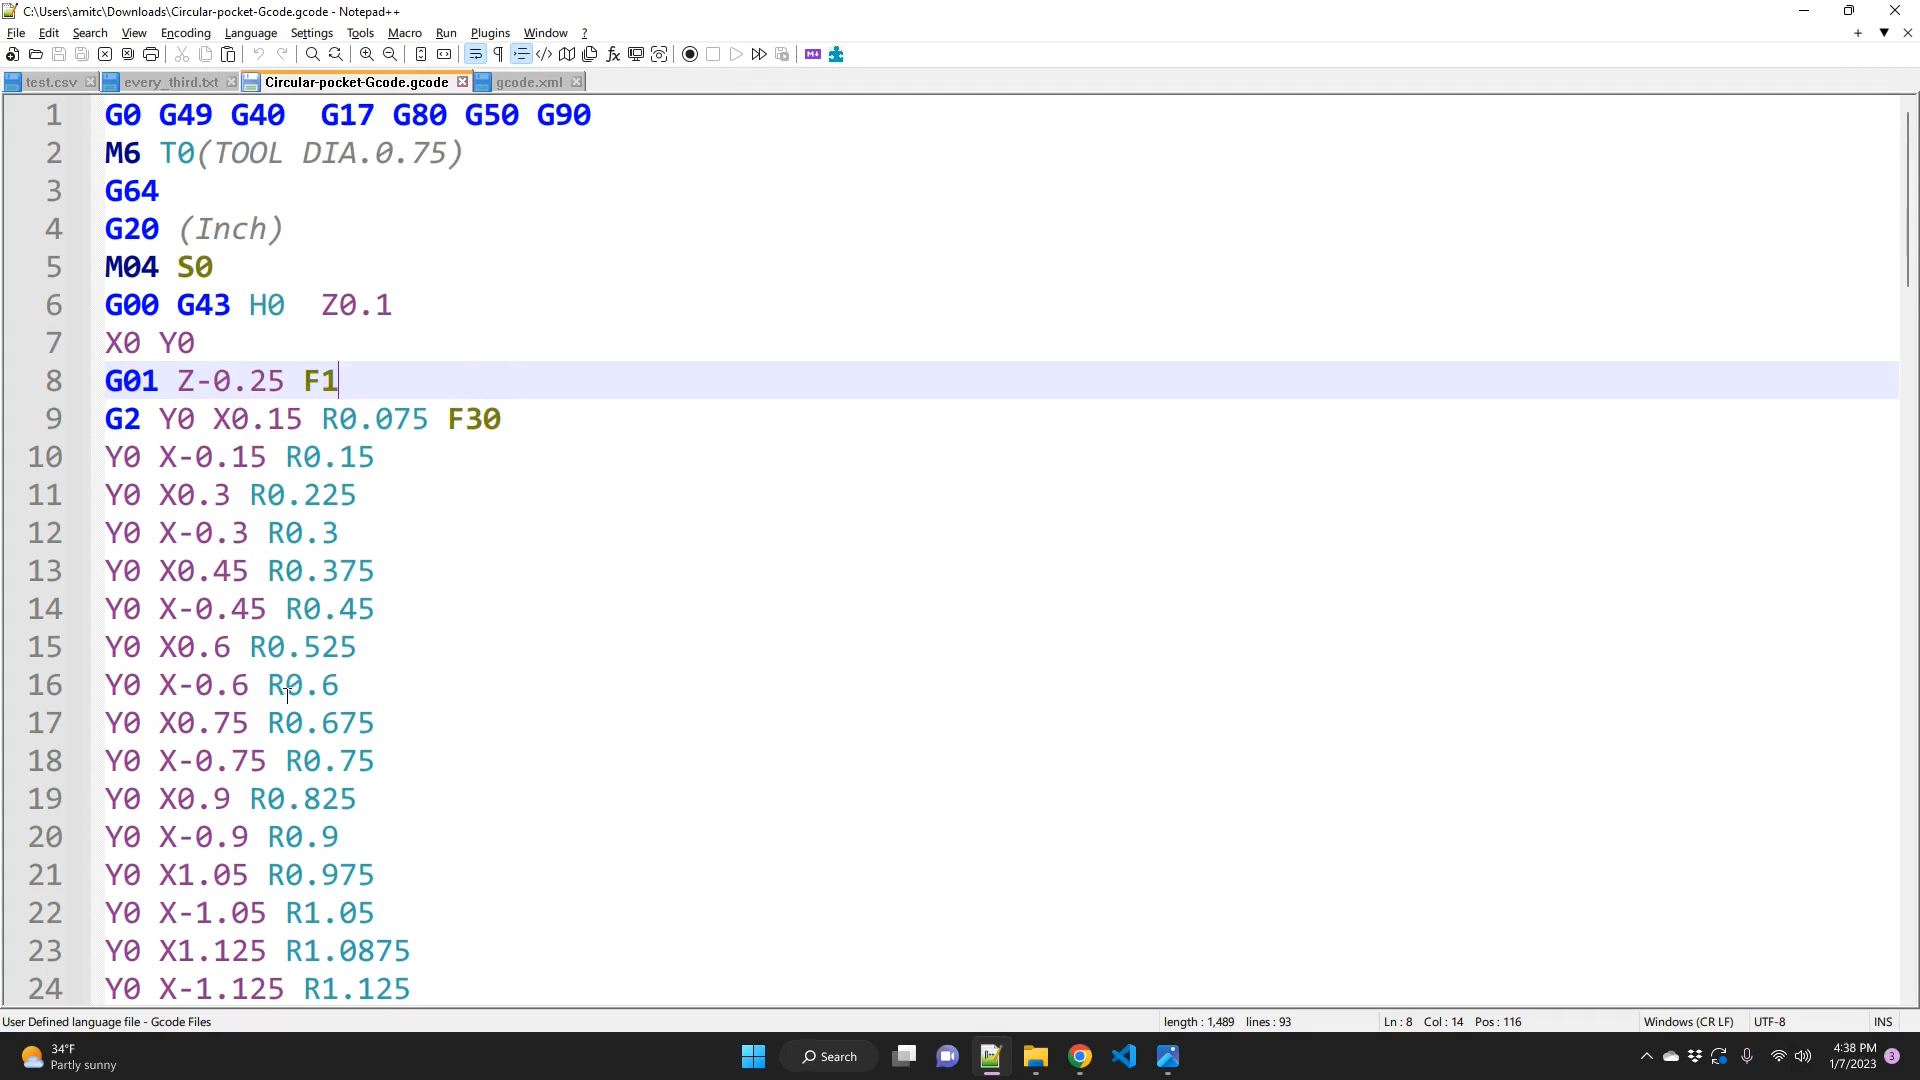 C:\Users\amitc\Downloads\Circular-pocket-Gcode.gcode - Notepad++
File Edit Search View Encoding Language Settings Tools Macro Run Plugins Window ?
test.csv every_third.txt Circular-pocket-Gcode.gcode gcode.xml
1 G0 G49 G40  G17 G80 G50 G90
2 M6 T0(TOOL DIA.0.75)
3 G64
4 G20 (Inch)
5 M04 S0
6 G00 G43 H0  Z0.1
7 X0 Y0
8 G01 Z-0.25 F1
9 G2 Y0 X0.15 R0.075 F30
10 Y0 X-0.15 R0.15
11 Y0 X0.3 R0.225
12 Y0 X-0.3 R0.3
13 Y0 X0.45 R0.375
14 Y0 X-0.45 R0.45
15 Y0 X0.6 R0.525
16 Y0 X-0.6 R0.6
17 Y0 X0.75 R0.675
18 Y0 X-0.75 R0.75
19 Y0 X0.9 R0.825
20 Y0 X-0.9 R0.9
21 Y0 X1.05 R0.975
22 Y0 X-1.05 R1.05
23 Y0 X1.125 R1.0875
24 Y0 X-1.125 R1.125
User Defined language file - Gcode Files length : 1,489 lines : 93 Ln : 8 Col : 14 Pos : 116 Windows (CR LF) UTF-8 INS
34°F
Partly sunny
Search
4:38 PM
1/7/2023
3